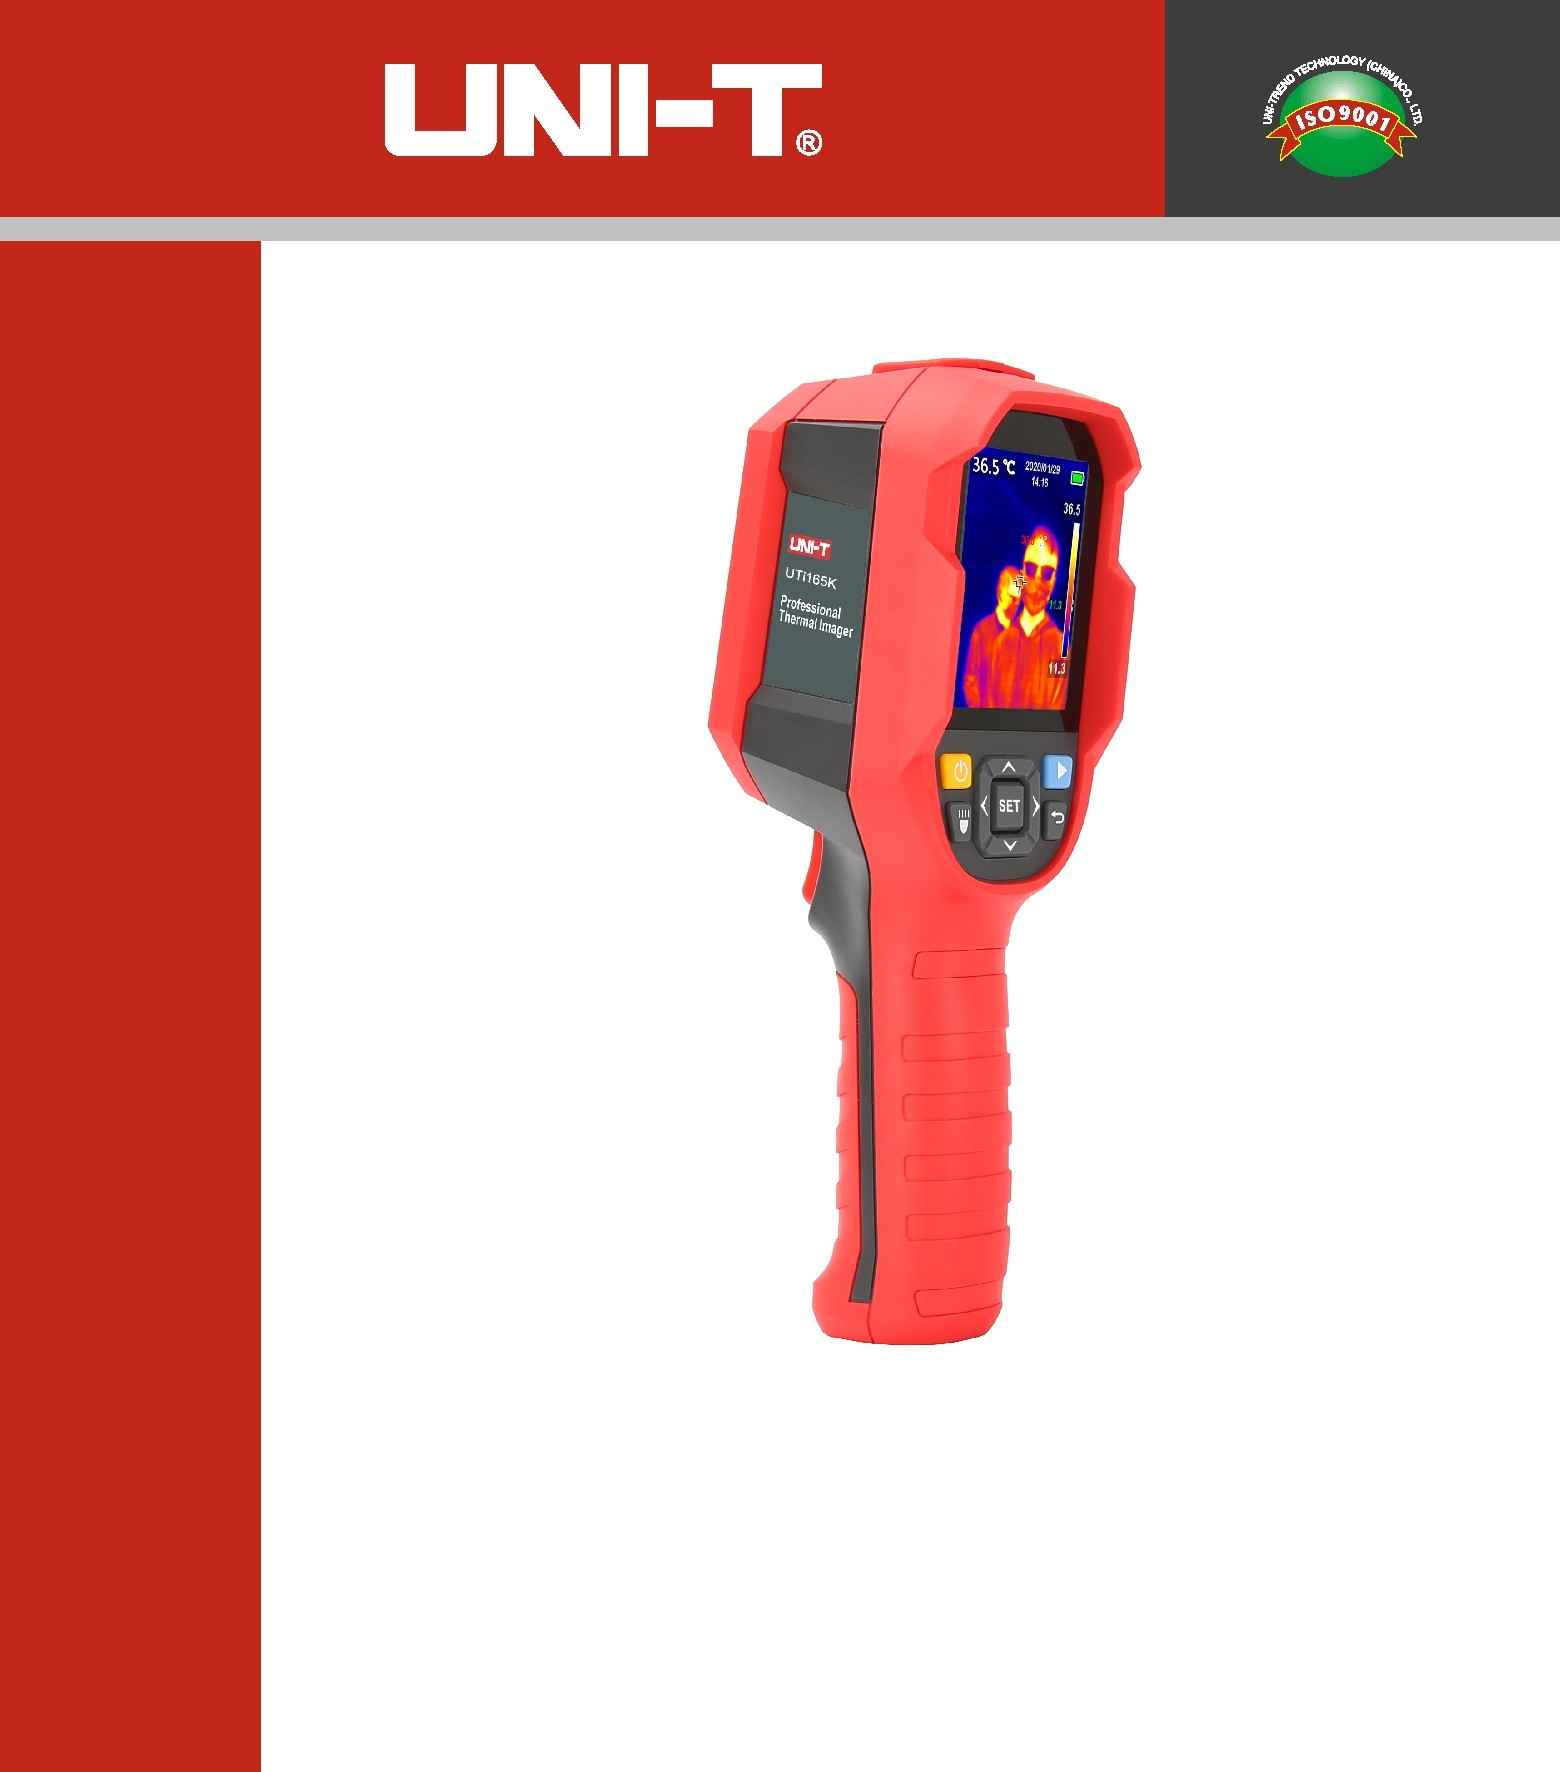 UNI-T®
UNI-TREND TECHNOLOGY (CHINA)CO., LTD.
ISO9001
36.5 ℃
2020/01/29
14:16
36.5
11.3
11.3
UNI-T
UTi165K
Professional
Thermal Imager
SET